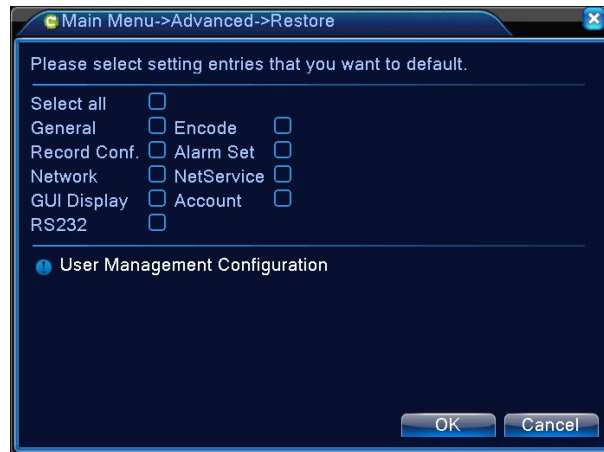 Main Menu->Advanced->Restore
Please select setting entries that you want to default.
Select all
General Encode
Record Conf. Alarm Set
Network NetService
GUI Display Account
RS232
User Management Configuration
OK Cancel